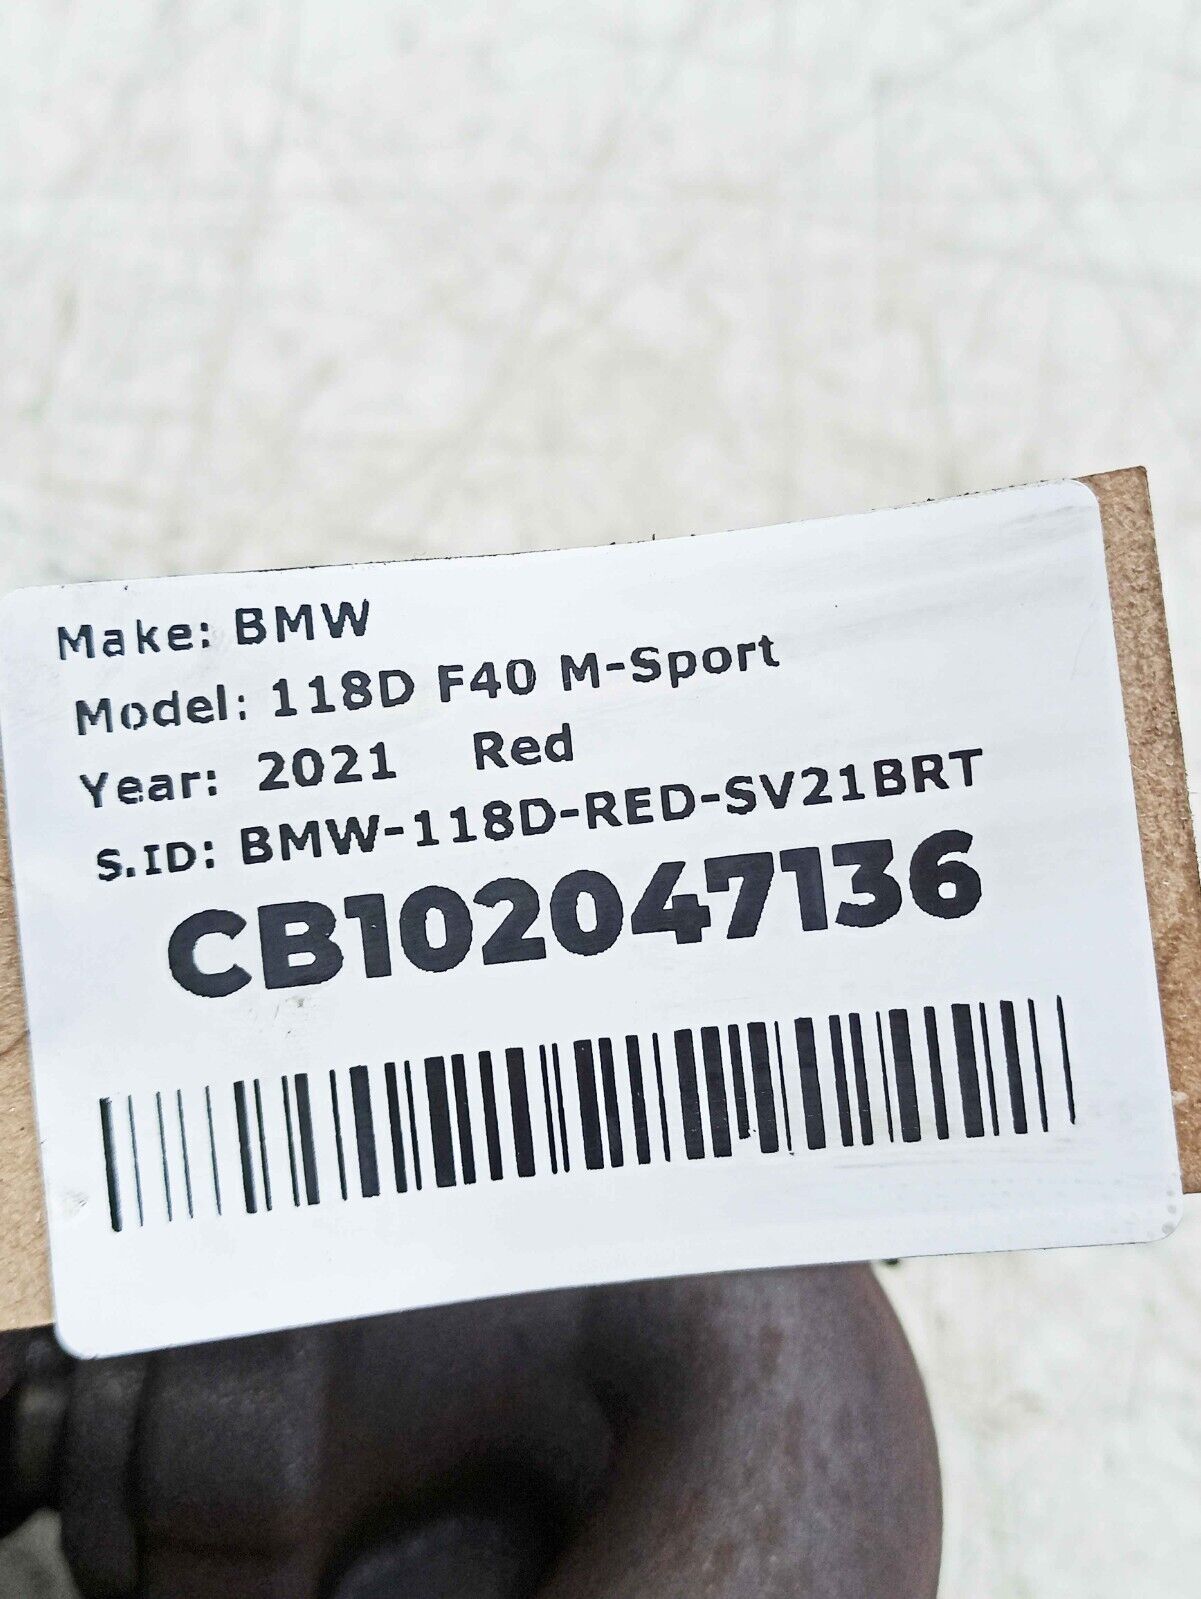 Make: BMW
Model: 118D F40 M-Sport
Year: 2021 Red
S.ID: BMW-118D-RED-SV21BRT
CB102047136